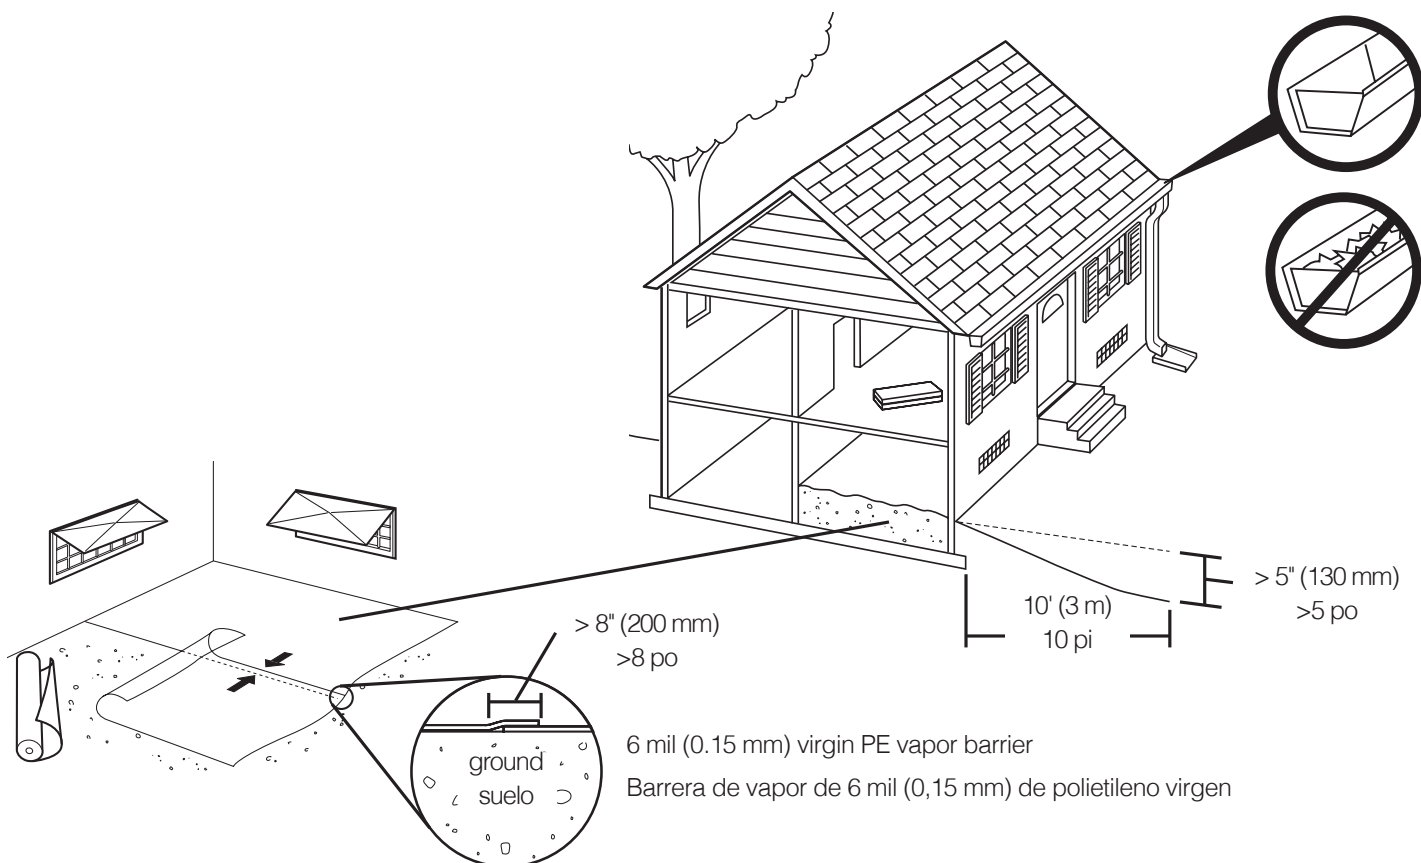 > 5" (130 mm)
>5 po
10' (3 m)
10 pi
> 8" (200 mm)
>8 po
ground
suelo
6 mil (0.15 mm) virgin PE vapor barrier
Barrera de vapor de 6 mil (0,15 mm) de polietileno virgen